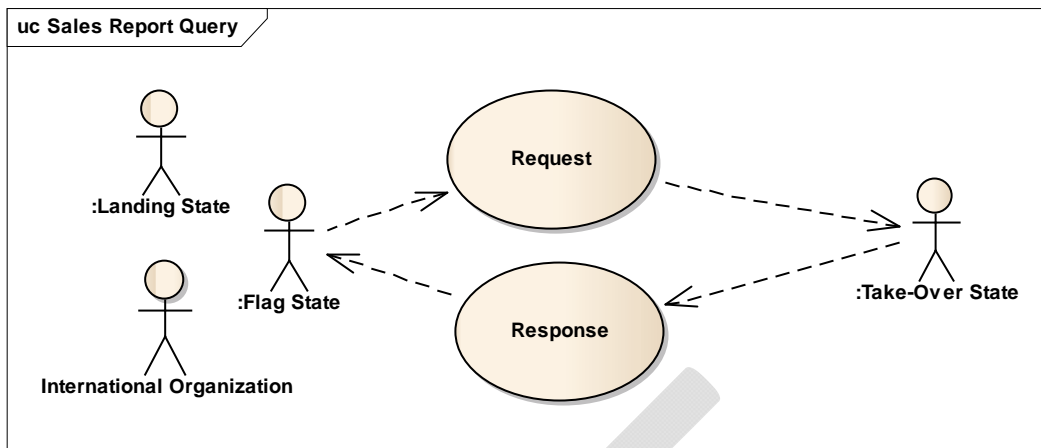 uc Sales Report Query
Request
:Landing State
:Flag State
:Take-Over State
Response
International Organization